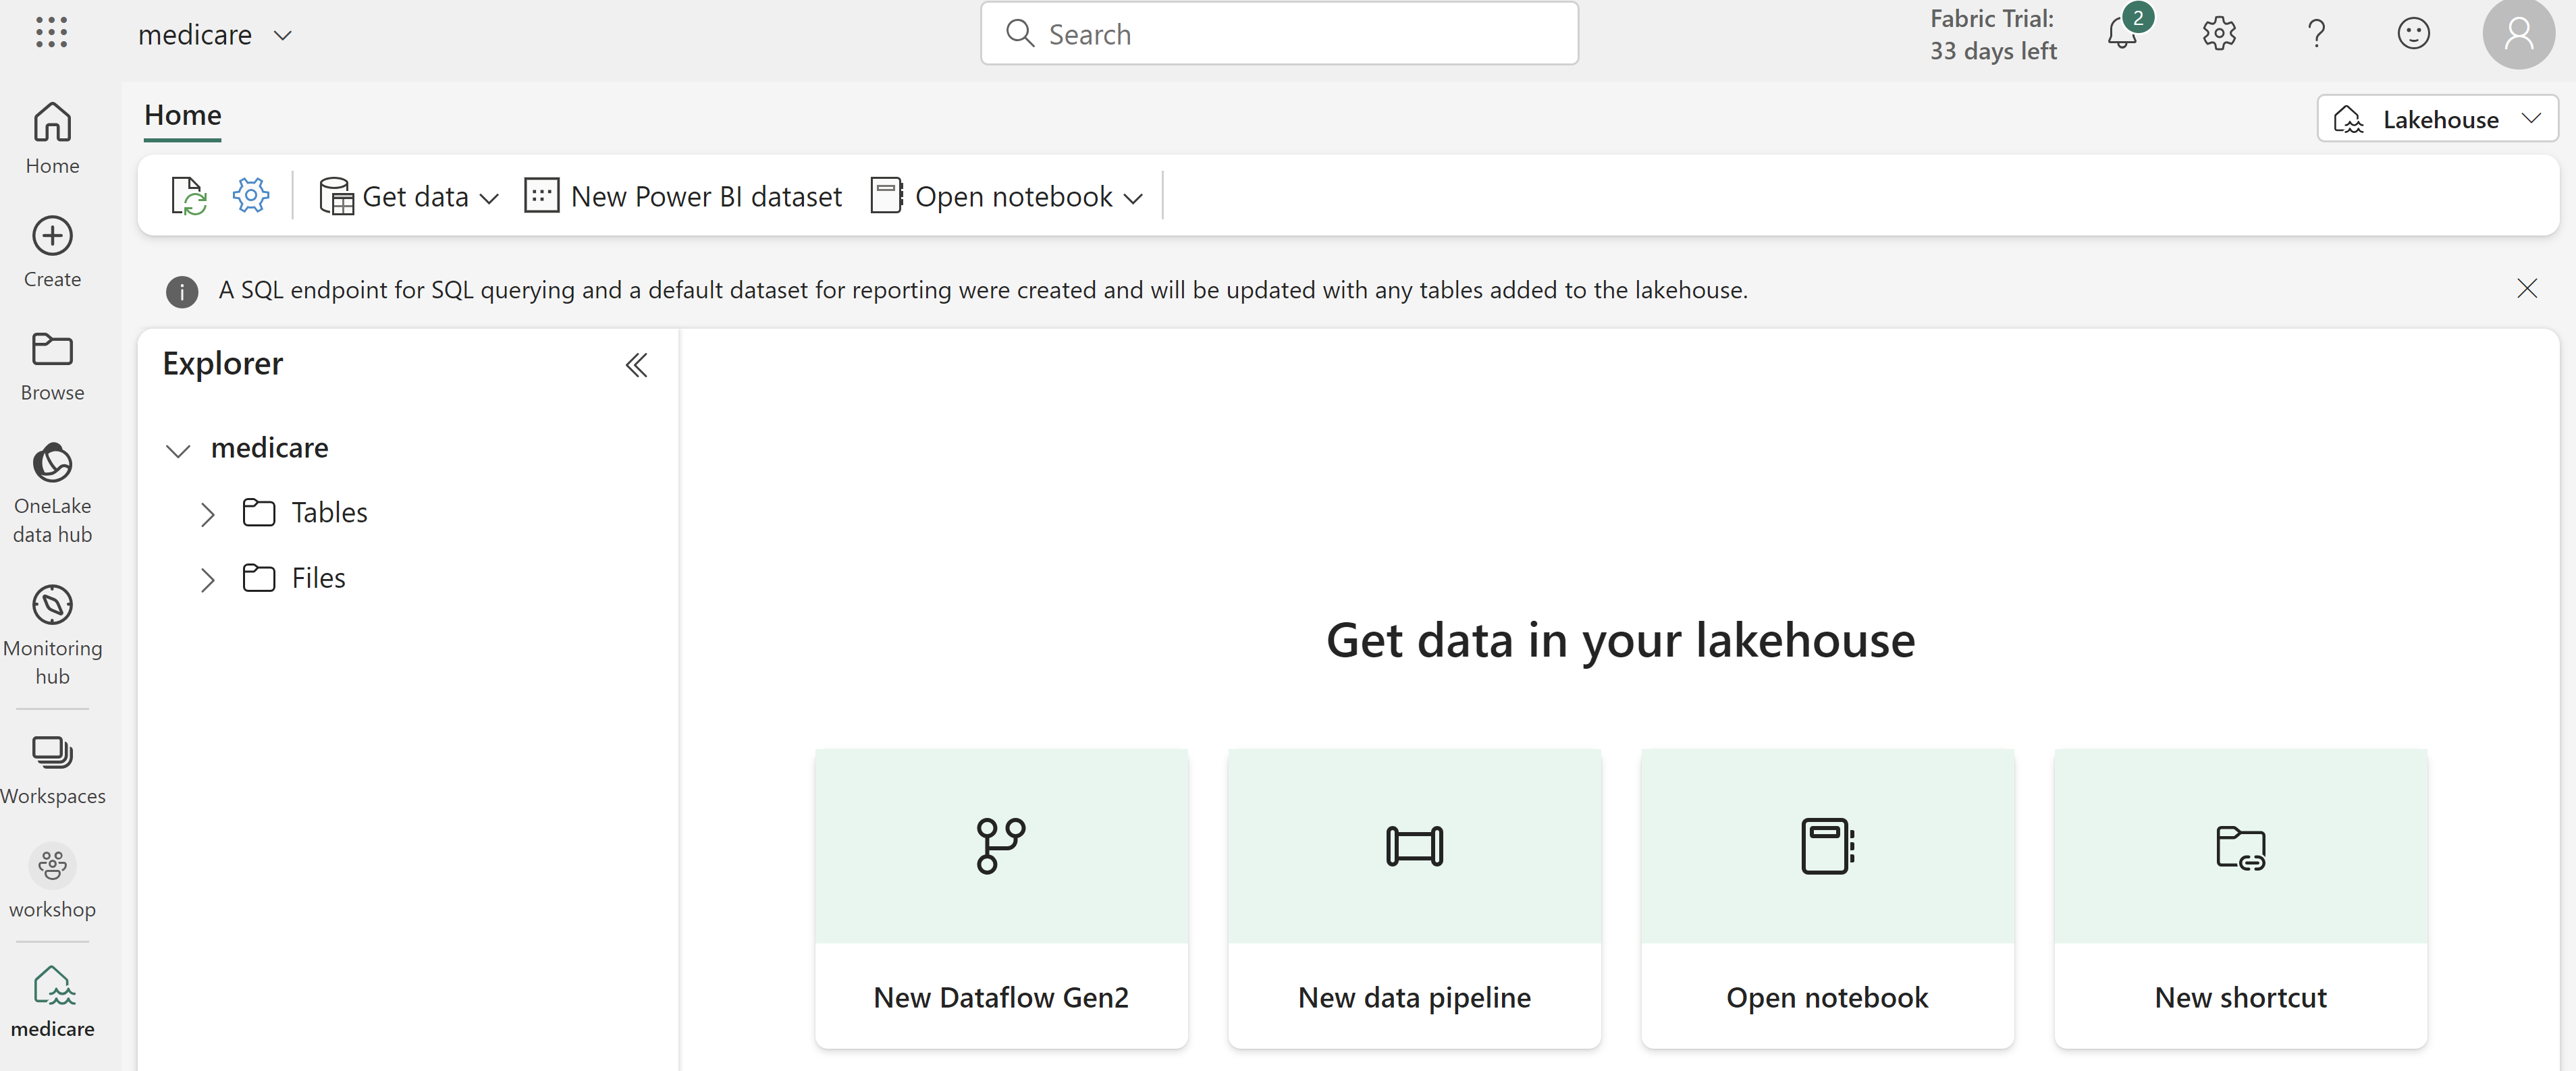 medicare
Search
Fabric Trial:
33 days left
2
Home
Lakehouse
Get data
New Power BI dataset
Open notebook
A SQL endpoint for SQL querying and a default dataset for reporting were created and will be updated with any tables added to the lakehouse.
Home
Create
Browse
OneLake
data hub
Monitoring
hub
Workspaces
workshop
medicare
Explorer
medicare
Tables
Files
Get data in your lakehouse
New Dataflow Gen2
New data pipeline
Open notebook
New shortcut